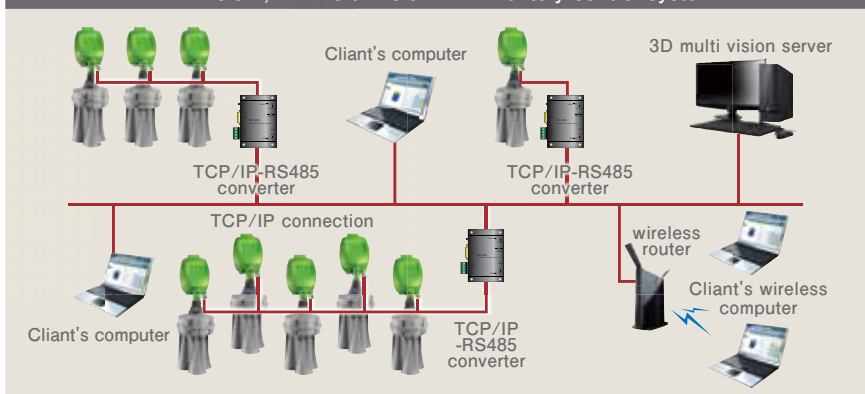 Cliant's computer
3D multi vision server
TCP/IP-RS485
converter
TCP/IP-RS485
converter
TCP/IP connection
wireless
router
Cliant's wireless
computer
Cliant's computer
TCP/IP
-RS485
converter